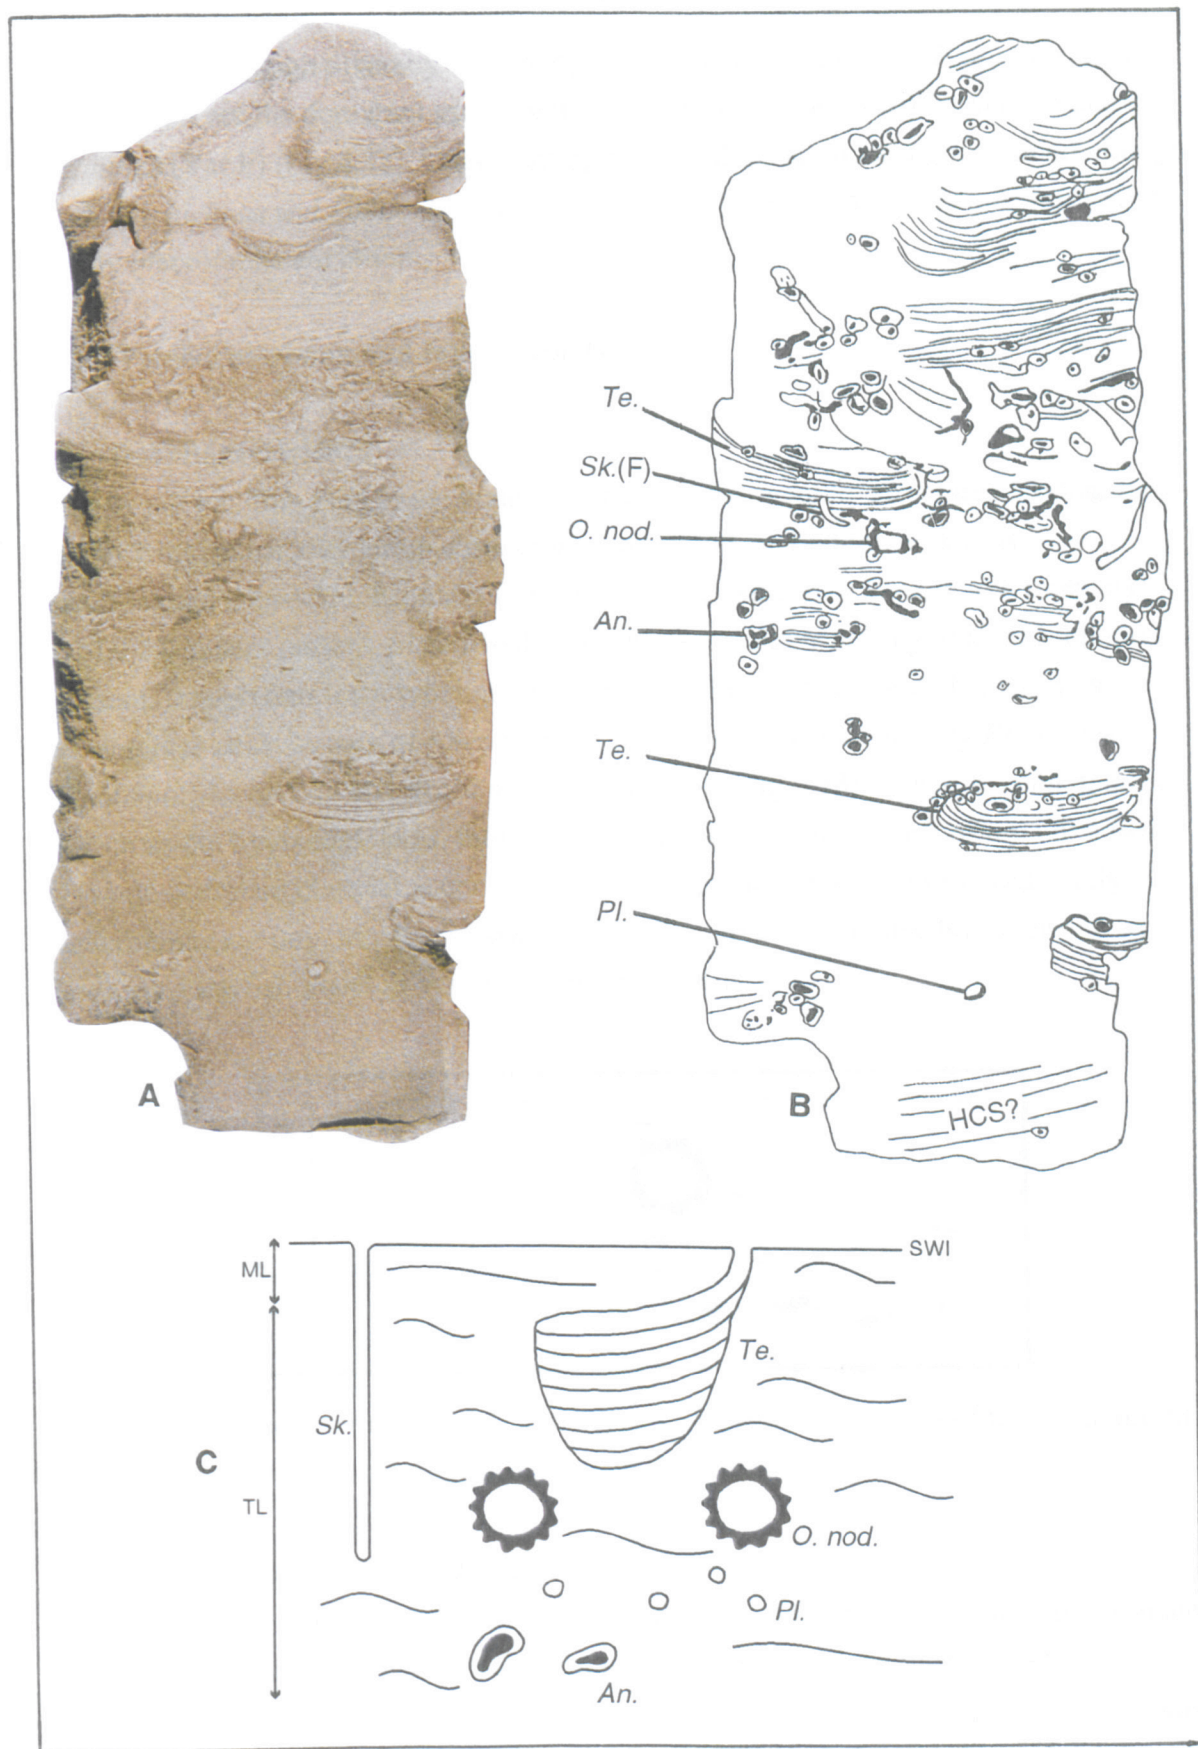 Te.
Sk.(F)
O. nod.
An.
Te.
Pl.
A
B
HCS?
SWI
ML
Te.
Sk.
C
TL
O. nod.
Pl.
An.